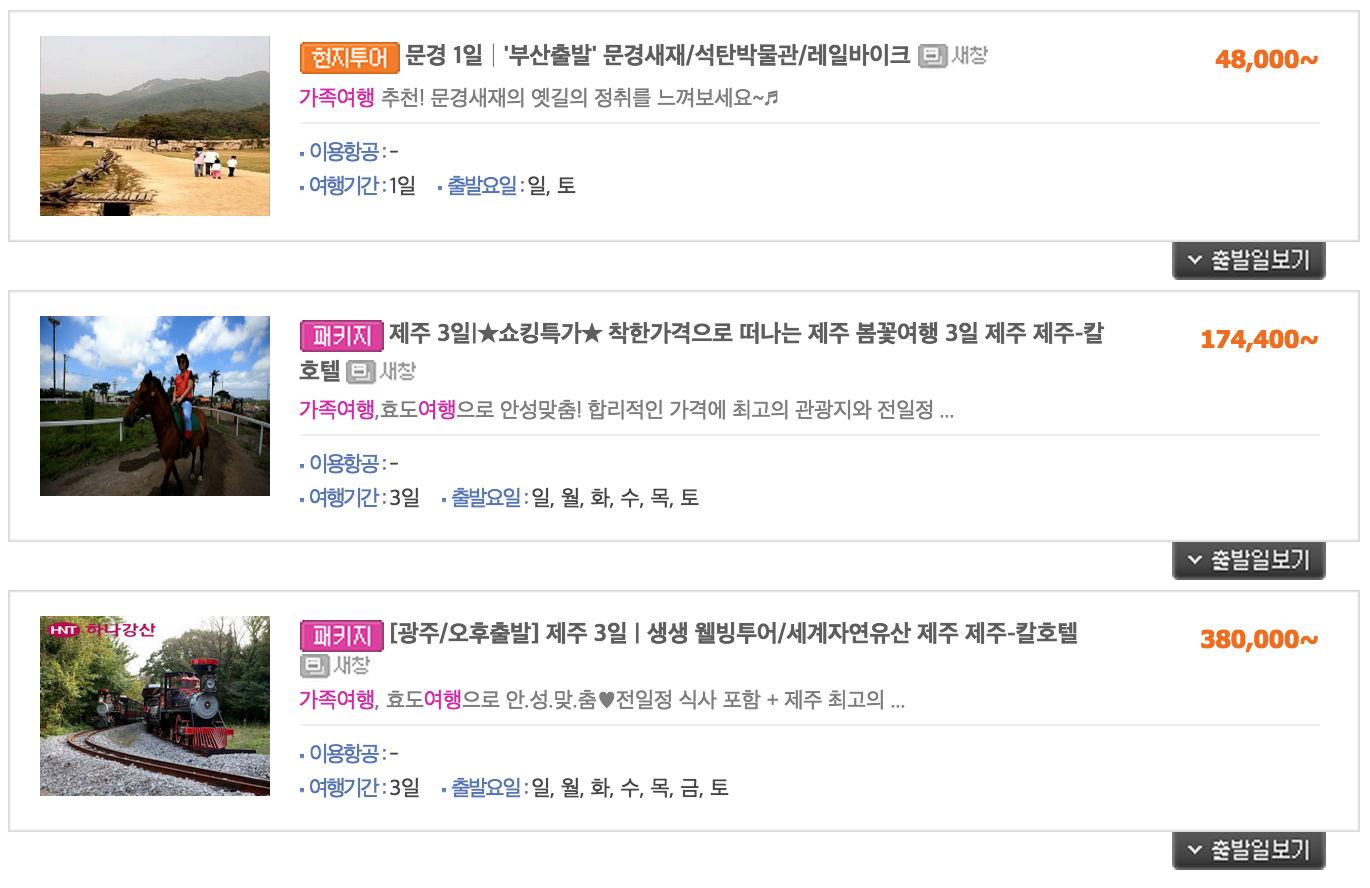 현지투어 문경 1일│'부산출발' 문경새재/석탄박물관/레일바이크 새창
48,000~
가족여행 추천! 문경새재의 옛길의 정취를 느껴보세요~♬
이용항공 : -
여행기간 : 1일 출발요일 : 일, 토
출발일보기
패키지 제주 3일|★쇼킹특가★ 착한가격으로 떠나는 제주 봄꽃여행 3일 제주 제주-칼
호텔 새창
174,400~
가족여행,효도여행으로 안성맞춤! 합리적인 가격에 최고의 관광지와 전일정 ...
이용항공 : -
여행기간 : 3일 출발요일 : 일, 월, 화, 수, 목, 토
출발일보기
HNT 하나강산
패키지 [광주/오후출발] 제주 3일 | 생생 웰빙투어/세계자연유산 제주 제주-칼호텔
새창
380,000~
가족여행, 효도여행으로 안.성.맞.춤♥전일정 식사 포함 + 제주 최고의 ...
이용항공 : -
여행기간 : 3일 출발요일 : 일, 월, 화, 수, 목, 금, 토
출발일보기